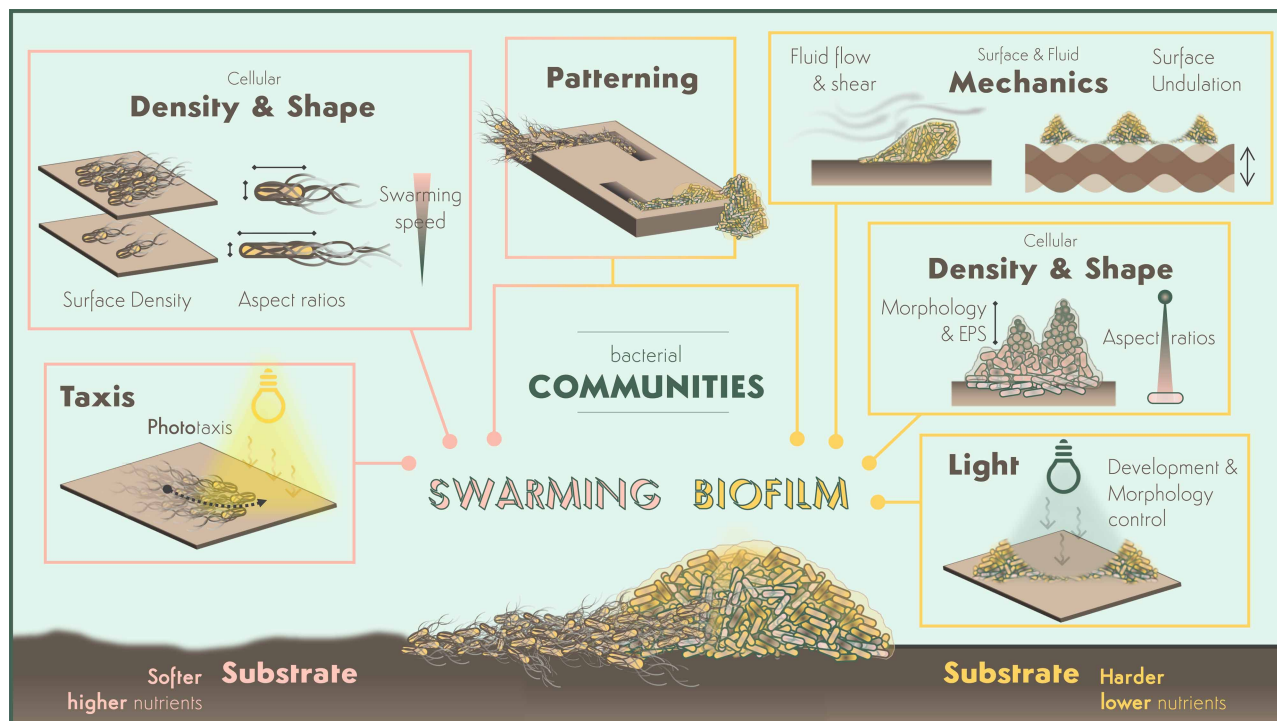 Cellular
Density & Shape
Swarming
speed
Surface Density
Aspect ratios
Patterning
Fluid flow
& shear
Surface & Fluid
Mechanics
Surface
Undulation
Cellular
Density & Shape
Morphology
& EPS
Aspect ratios
Taxis
Phototaxis
bacterial
COMMUNITIES
SWARMING
BIOFILM
Light
Development &
Morphology
control
Softer
higher nutrients
Substrate
Substrate
Harder
lower nutrients